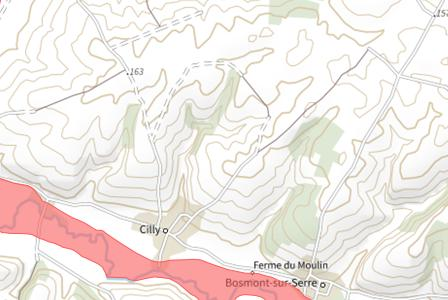 .163
Cilly
Ferme du Moulin
Bosmont-sur-Serre